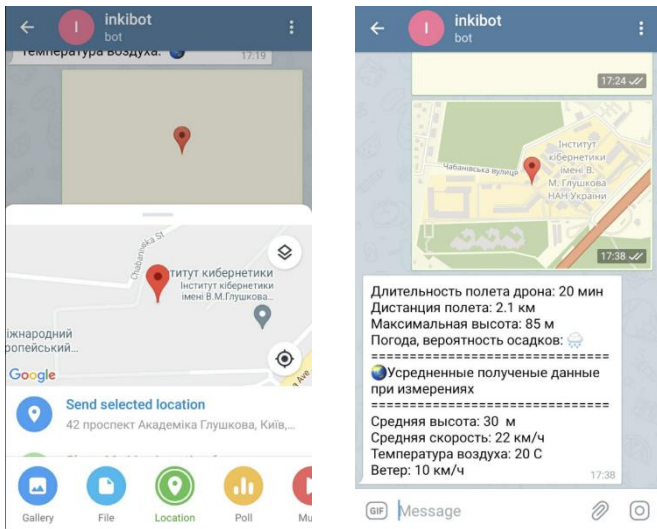 I
inkibot
bot
температура воздуха:
17:19
Chabanivska St
титут кибернетики
Інститут кібернетики
імені В.М.Глушкова...
іжнародний
ропейський...
Google
Ave
Send selected location
42 проспект Академіка Глушкова, Київ,...
Gallery
File
Location
Poll
Mu
I
inkibot
bot
17:24
Чабанівська вулиця
Інститут
кібернетики
імені В.
М. Глушкова
НАН України
17:38
Длительность полета дрона: 20 мин
Дистанция полета: 2.1 км
Максимальная высота: 85 м
Погода, вероятность осадков:
==============================
Усредненные полученые данные
при измерениях
==============================
Средняя высота: 30 м
Средняя скорость: 22 км/ч
Температура воздуха: 20 С
Ветер: 10 км/ч
17:38
GIF
Message